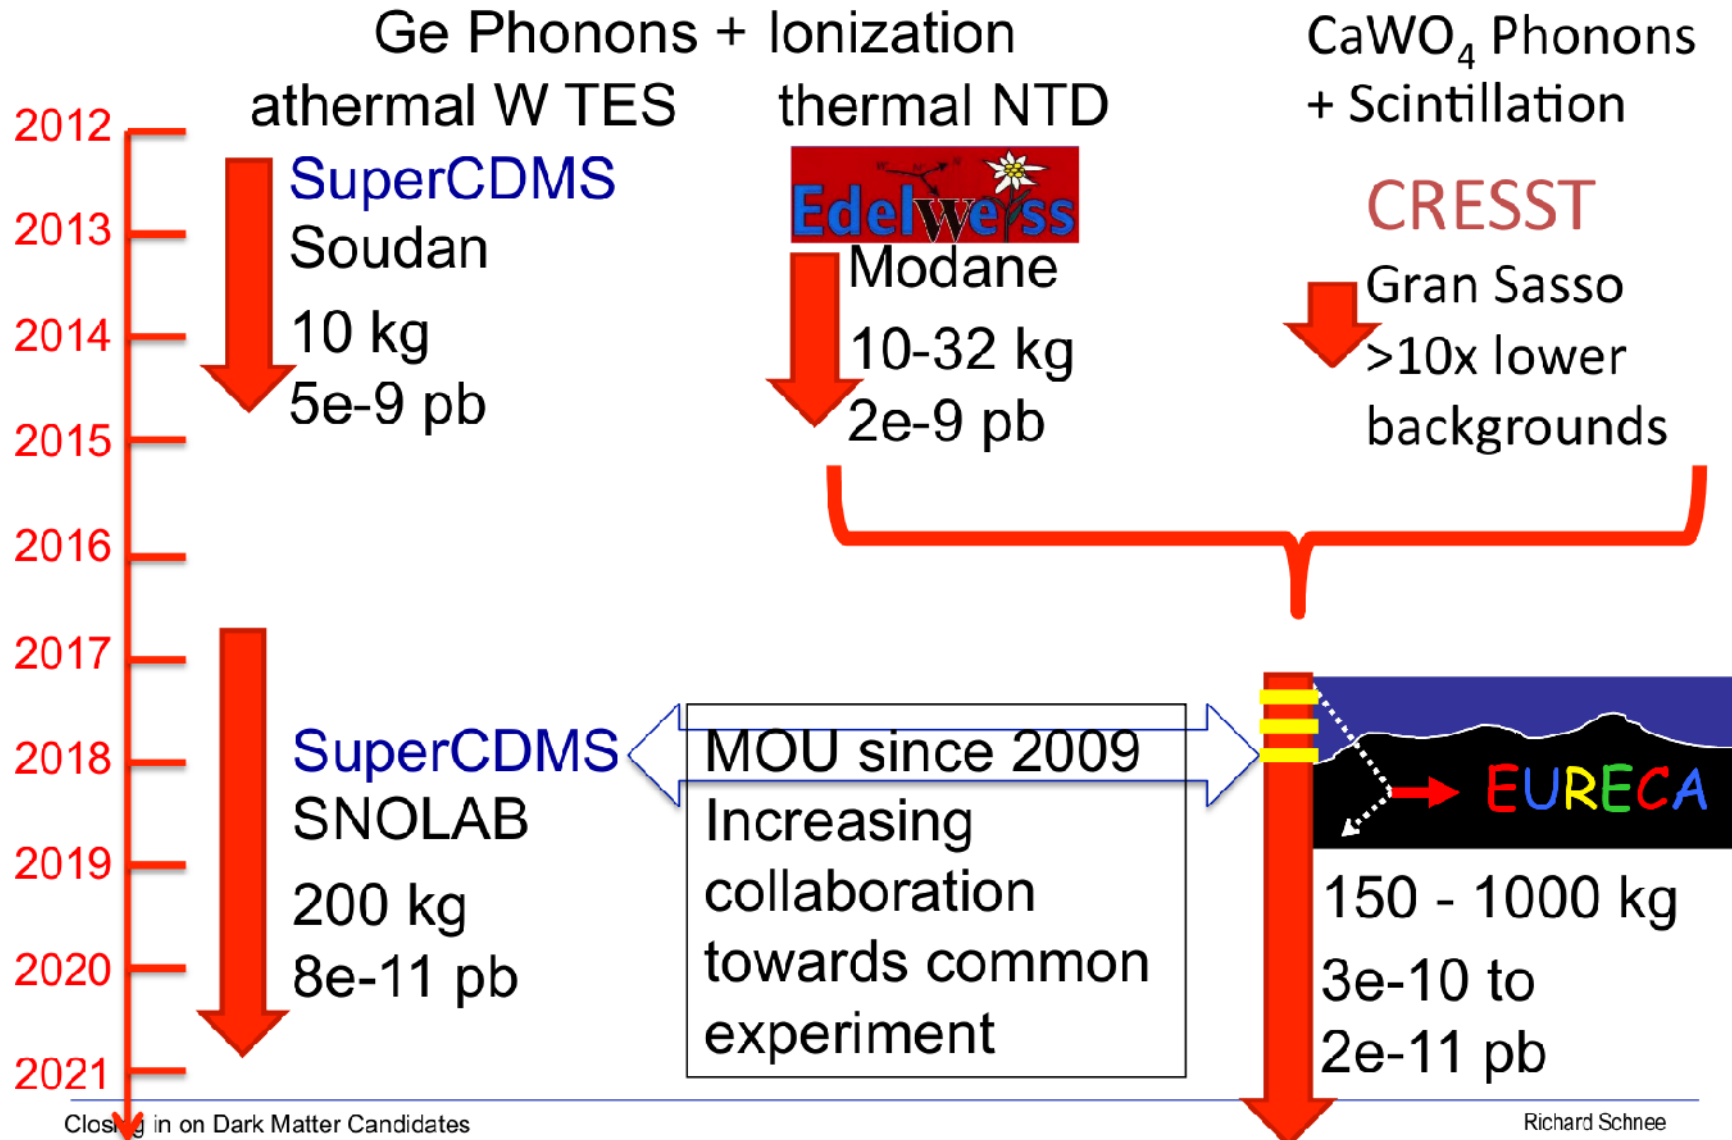 Ge Phonons + Ionization
athermal W TES
thermal NTD
CaWO₄ Phonons
+ Scintillation
2012
2013
2014
2015
2016
2017
2018
2019
2020
2021
SuperCDMS
Soudan
10 kg
5e-9 pb
Edelweiss
Modane
10-32 kg
2e-9 pb
CRESST
Gran Sasso
>10x lower
backgrounds
SuperCDMS
SNOLAB
200 kg
8e-11 pb
MOU since 2009
Increasing
collaboration
towards common
experiment
EURECA
150 - 1000 kg
3e-10 to
2e-11 pb
Closing in on Dark Matter Candidates
Richard Schnee